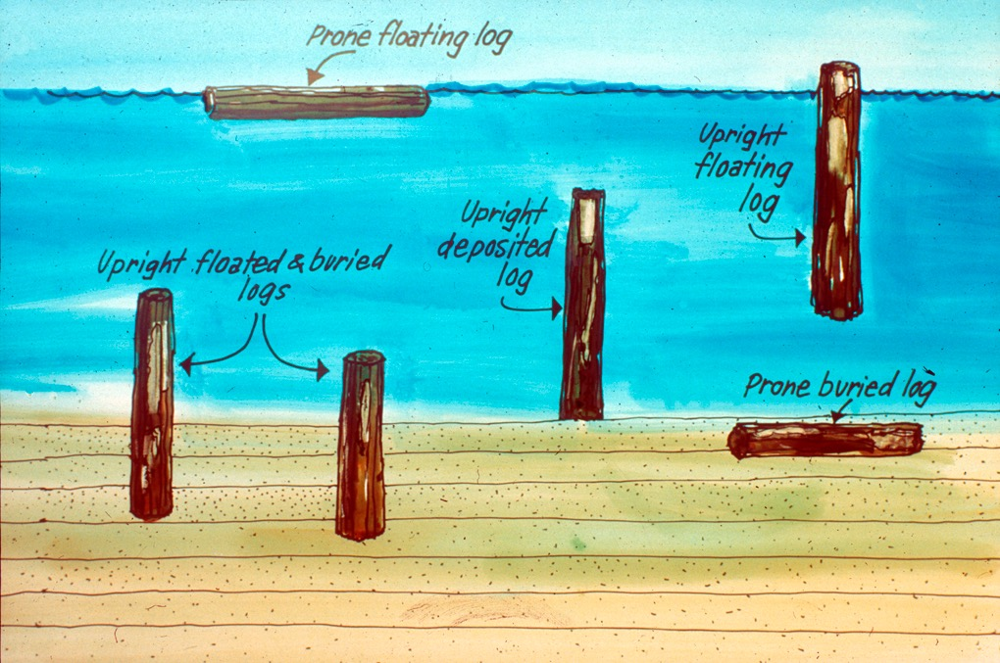 Prone floating log
Upright
floating
log
Upright
deposited
log
Upright floated & buried
logs
Prone buried log